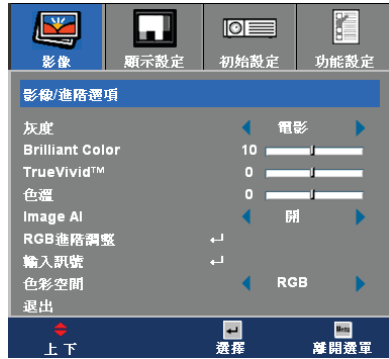 影像 顯示設定 初始設定 功能設定
影像/進階選項
灰度 電影
Brilliant Color 10
TrueVivid™ 0
色溫 0
Image AI 開
RGB進階調整
輸入訊號
色彩空間 RGB
退出
Menu
上下 選擇 離開選單